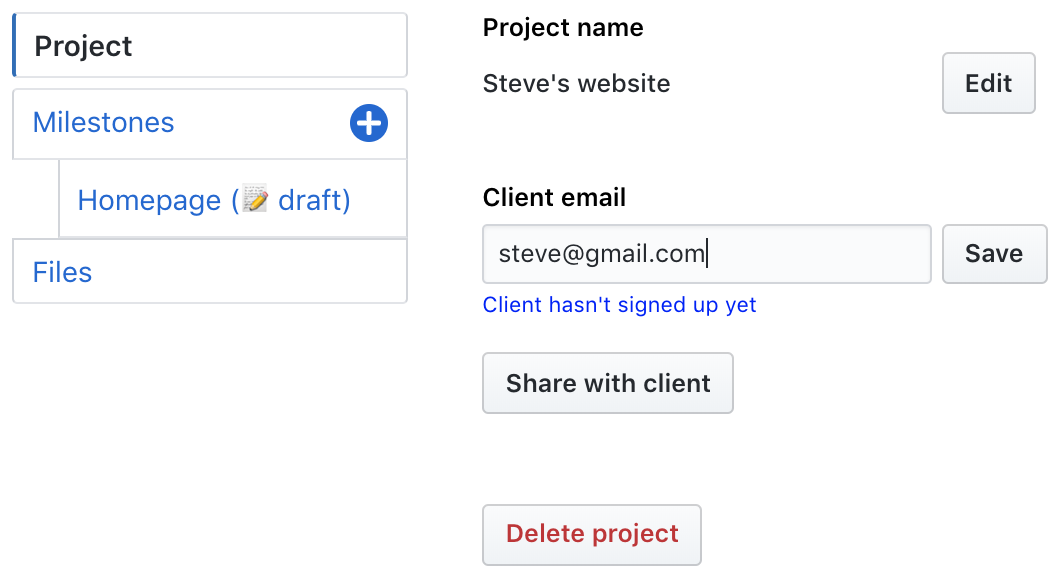 Project
Milestones
Homepage (📝 draft)
Files
Project name
Steve's website
Edit
Client email
steve@gmail.com
Save
Client hasn't signed up yet
Share with client
Delete project